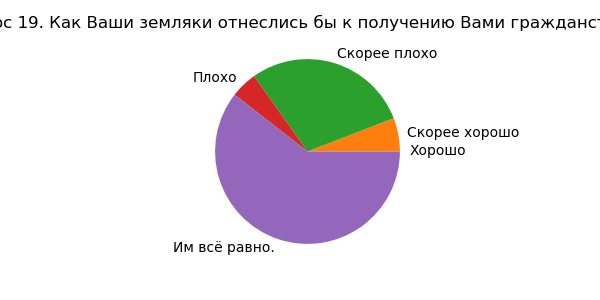 ос 19. Как Ваши земляки отнеслись бы к получению Вами гражданст
Скорее плохо
Плохо
Скорее хорошо
Хорошо
Им всё равно.